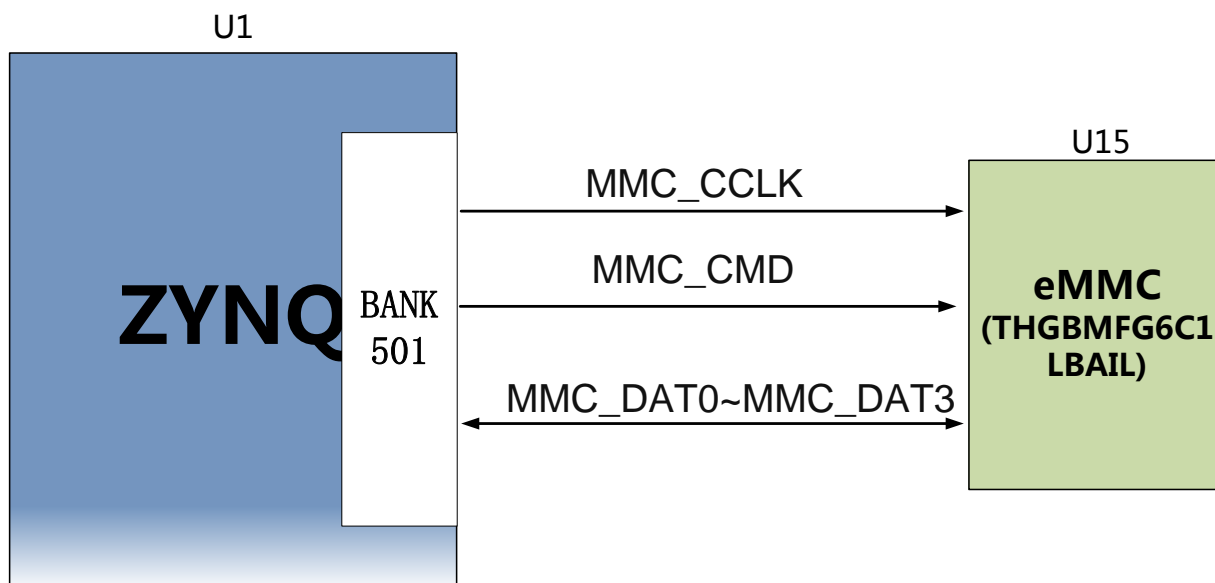 U1
U15
MMC_CCLK
MMC_CMD
ZYNQ
BANK
501
eMMC
(THGBMFG6C1
LBAIL)
MMC_DAT0~MMC_DAT3